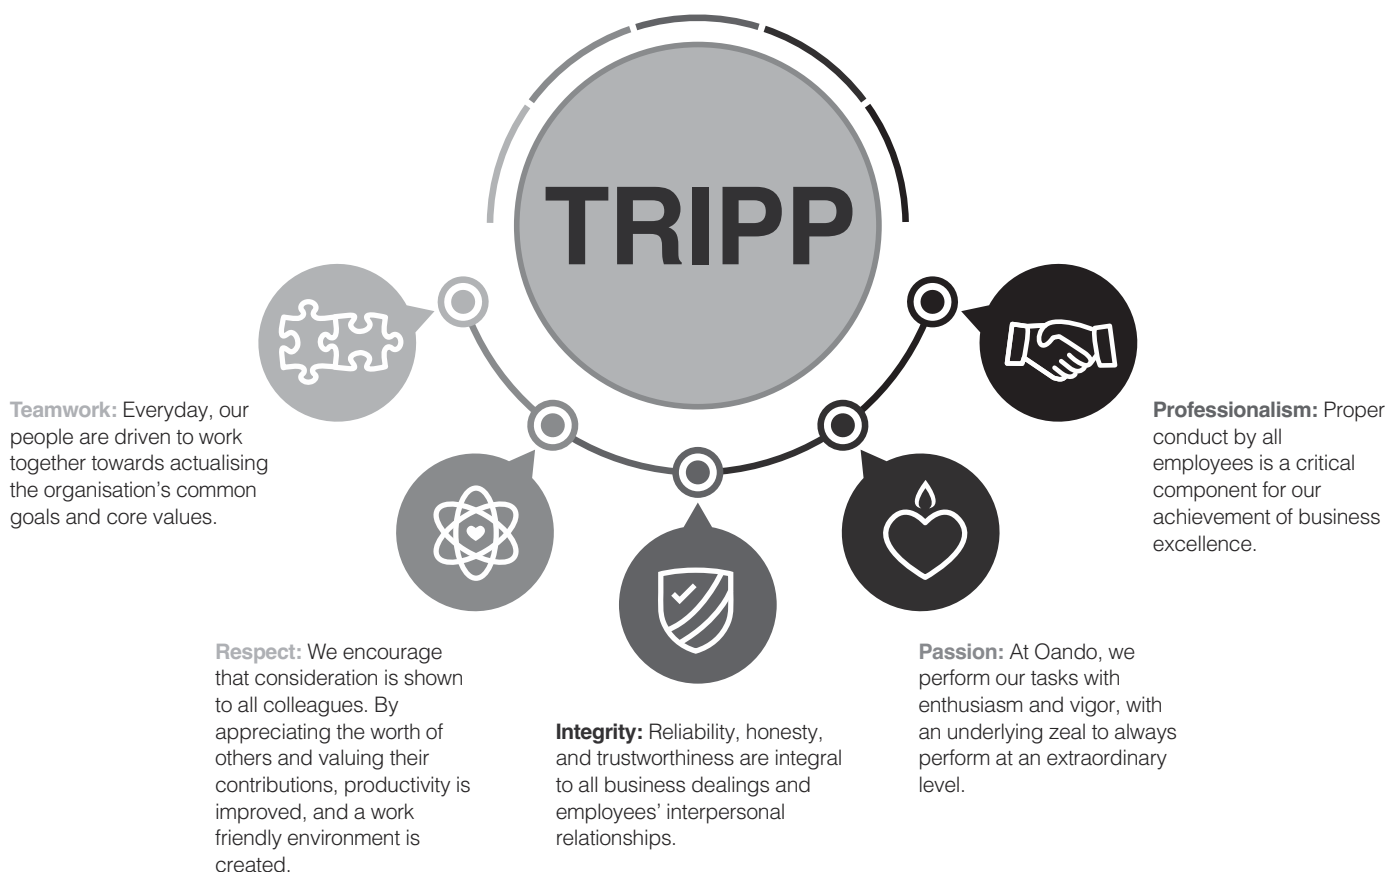 TRIPP
Teamwork: Everyday, our
people are driven to work
together towards actualising
the organisation's common
goals and core values.
Respect: We encourage
that consideration is shown
to all colleagues. By
appreciating the worth of
others and valuing their
contributions, productivity is
improved, and a work
friendly environment is
created.
Integrity: Reliability, honesty,
and trustworthiness are integral
to all business dealings and
employees' interpersonal
relationships.
Passion: At Oando, we
perform our tasks with
enthusiasm and vigor, with
an underlying zeal to always
perform at an extraordinary
level.
Professionalism: Proper
conduct by all
employees is a critical
component for our
achievement of business
excellence.